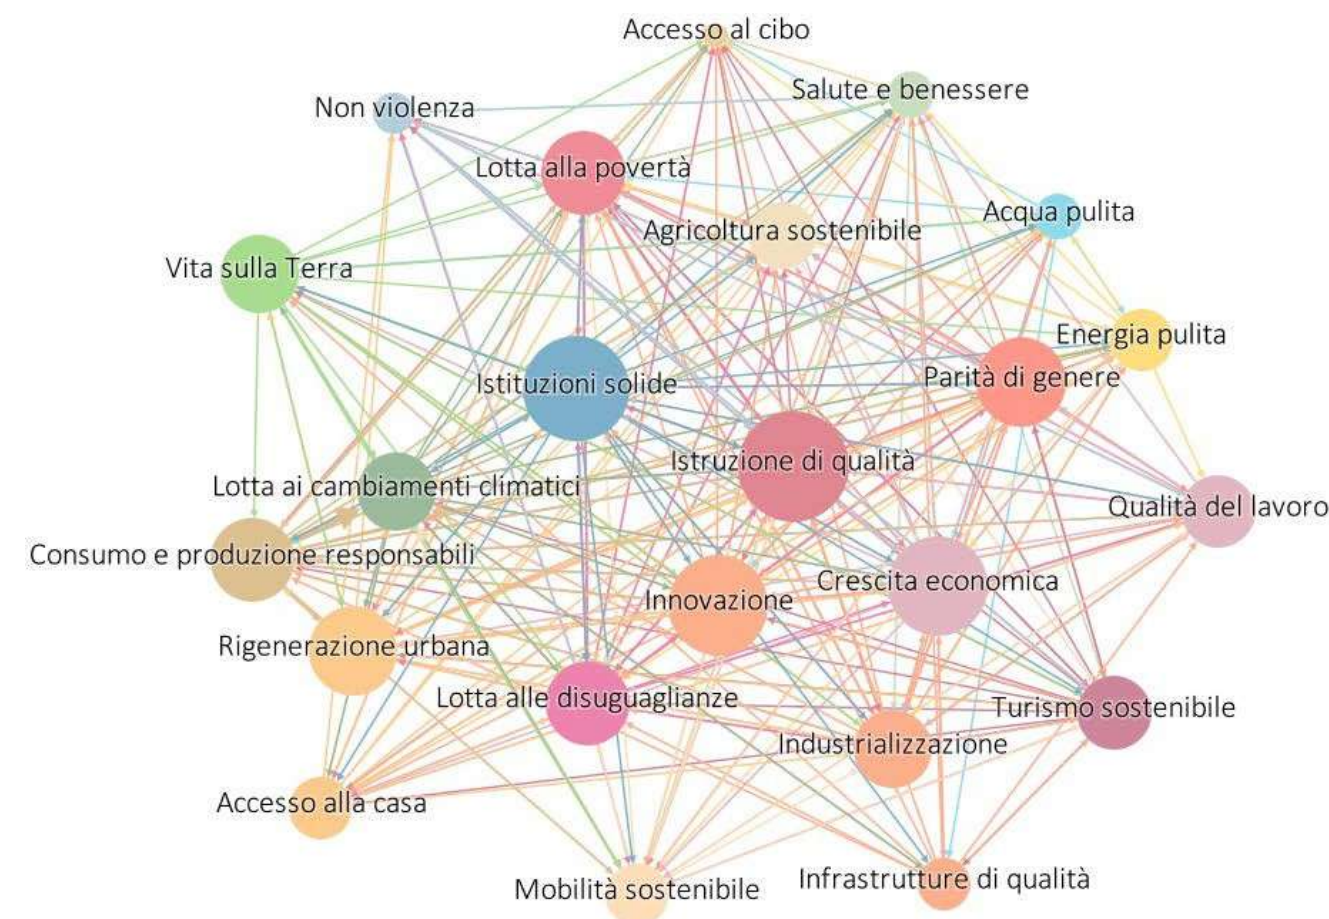 Accesso al cibo
Salute e benessere
Non violenza
Lotta alla povertà
Acqua pulita
Agricoltura sostenibile
Vita sulla Terra
Energia pulita
Parità di genere
Istituzioni solide
Istruzione di qualità
Lotta ai cambiamenti climatici
Qualità del lavoro
Consumo e produzione responsabili
Crescita economica
Innovazione
Rigenerazione urbana
Lotta alle disuguaglianze
Turismo sostenibile
Industrializzazione
Accesso alla casa
Infrastrutture di qualità
Mobilità sostenibile